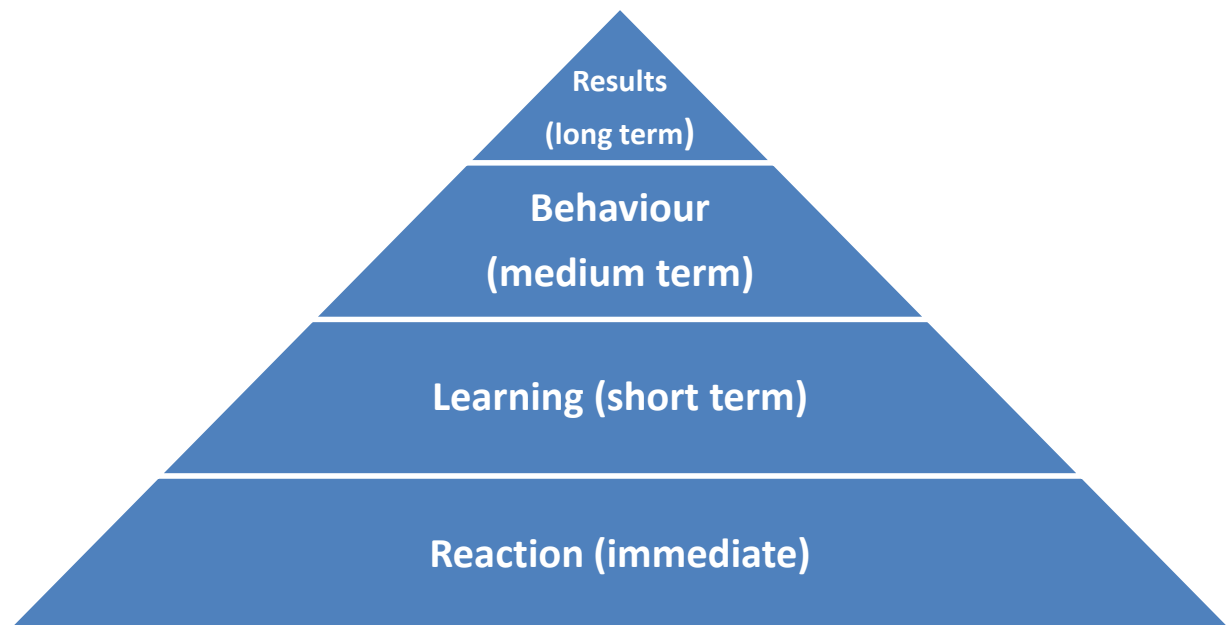 Results
(long term)
Behaviour
(medium term)
Learning (short term)
Reaction (immediate)